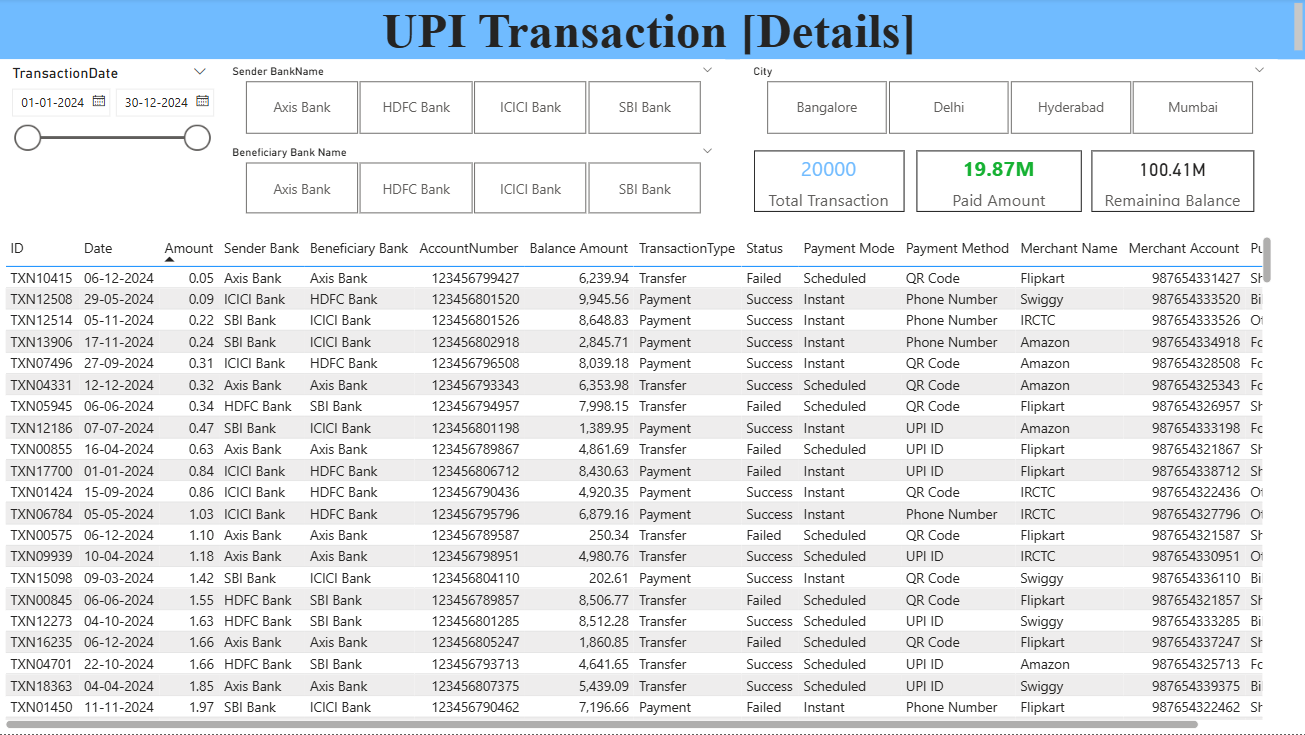 UPI Transaction [Details]
TransactionDate
01-01-2024 30-12-2024
Sender BankName
Axis Bank HDFC Bank ICICI Bank SBI Bank
Beneficiary Bank Name
Axis Bank HDFC Bank ICICI Bank SBI Bank
City
Bangalore Delhi Hyderabad Mumbai
20000
Total Transaction
19.87M
Paid Amount
100.41M
Remaining Balance
ID Date Amount Sender Bank Beneficiary Bank AccountNumber Balance Amount TransactionType Status Payment Mode Payment Method Merchant Name Merchant Account
TXN10415 06-12-2024 0.05 Axis Bank Axis Bank 123456799427 6,239.94 Transfer Failed Scheduled QR Code Flipkart 987654331427
TXN12508 29-05-2024 0.09 ICICI Bank HDFC Bank 123456801520 9,945.56 Payment Success Instant Phone Number Swiggy 987654333520
TXN12514 05-11-2024 0.22 SBI Bank ICICI Bank 123456801526 8,648.83 Payment Success Instant Phone Number IRCTC 987654333526
TXN13906 17-11-2024 0.24 SBI Bank ICICI Bank 123456802918 2,845.71 Payment Success Instant Phone Number Amazon 987654334918
TXN07496 27-09-2024 0.31 ICICI Bank HDFC Bank 123456796508 8,039.18 Payment Success Instant QR Code Amazon 987654328508
TXN04331 12-12-2024 0.32 Axis Bank Axis Bank 123456793343 6,353.98 Transfer Success Scheduled QR Code Amazon 987654325343
TXN05945 06-06-2024 0.34 HDFC Bank SBI Bank 123456794957 7,998.15 Transfer Failed Scheduled QR Code Flipkart 987654326957
TXN12186 07-07-2024 0.47 SBI Bank ICICI Bank 123456801198 1,389.95 Payment Success Instant UPI ID Amazon 987654333198
TXN00855 16-04-2024 0.63 Axis Bank Axis Bank 123456789867 4,861.69 Transfer Failed Scheduled UPI ID Flipkart 987654321867
TXN17700 01-01-2024 0.84 ICICI Bank HDFC Bank 123456806712 8,430.63 Payment Failed Instant UPI ID Flipkart 987654338712
TXN01424 15-09-2024 0.86 ICICI Bank HDFC Bank 123456790436 4,920.35 Payment Success Instant QR Code IRCTC 987654322436
TXN06784 05-05-2024 1.03 ICICI Bank HDFC Bank 123456795796 6,879.16 Payment Success Instant Phone Number IRCTC 987654327796
TXN00575 06-12-2024 1.10 Axis Bank Axis Bank 123456789587 250.34 Transfer Failed Scheduled QR Code Flipkart 987654321587
TXN09939 10-04-2024 1.18 Axis Bank Axis Bank 123456798951 4,980.76 Transfer Success Scheduled UPI ID IRCTC 987654330951
TXN15098 09-03-2024 1.42 SBI Bank ICICI Bank 123456804110 202.61 Payment Success Instant QR Code Swiggy 987654336110
TXN00845 06-06-2024 1.55 HDFC Bank SBI Bank 123456789857 8,506.77 Transfer Failed Scheduled QR Code Flipkart 987654321857
TXN12273 04-10-2024 1.63 HDFC Bank SBI Bank 123456801285 8,512.28 Transfer Success Scheduled UPI ID Swiggy 987654333285
TXN16235 06-12-2024 1.66 Axis Bank Axis Bank 123456805247 1,860.85 Transfer Failed Scheduled QR Code Flipkart 987654337247
TXN04701 22-10-2024 1.66 HDFC Bank SBI Bank 123456793713 4,641.65 Transfer Success Scheduled UPI ID Amazon 987654325713
TXN18363 04-04-2024 1.85 Axis Bank Axis Bank 123456807375 5,439.09 Transfer Success Scheduled UPI ID Swiggy 987654339375
TXN01450 11-11-2024 1.97 SBI Bank ICICI Bank 123456790462 7,196.66 Payment Failed Instant Phone Number Flipkart 987654322462